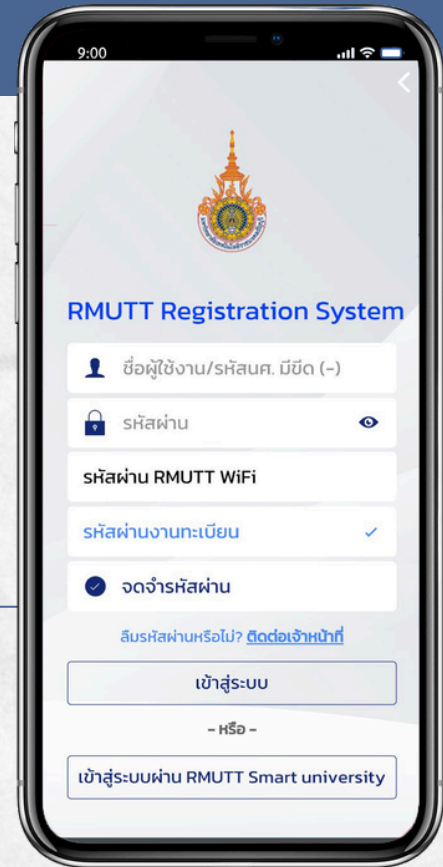 9:00
RMUTT Registration System
ชื่อผู้ใช้งาน/รหัสนศ. มีขีด (-)
รหัสผ่าน
รหัสผ่าน RMUTT WiFi
รหัสผ่านงานทะเบียน
จดจำรหัสผ่าน
ลืมรหัสผ่านหรือไม่? ติดต่อเจ้าหน้าที่
เข้าสู่ระบบ
- หรือ -
เข้าสู่ระบบผ่าน RMUTT Smart university